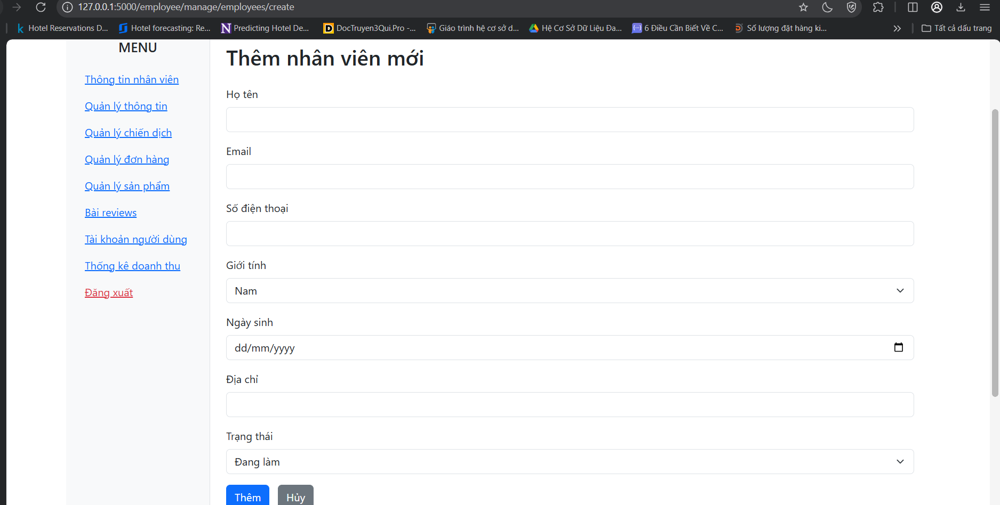 127.0.0.1:5000/employee/manage/employees/create
Hotel Reservations D...
Hotel forecasting: Re...
Predicting Hotel De...
DocTruyen3Qui.Pro -...
Giáo trình hệ cơ sở d...
Hệ Cơ Sở Dữ Liệu Đa...
6 Điều Cần Biết Về C...
Số lượng đặt hàng ki...
Tất cả dấu trang
MENU
Thông tin nhân viên
Quản lý thông tin
Quản lý chiến dịch
Quản lý đơn hàng
Quản lý sản phẩm
Bài reviews
Tài khoản người dùng
Thống kê doanh thu
Đăng xuất
Thêm nhân viên mới
Họ tên
Email
Số điện thoại
Giới tính
Nam
Ngày sinh
dd/mm/yyyy
Địa chỉ
Trạng thái
Đang làm
Thêm
Hủy